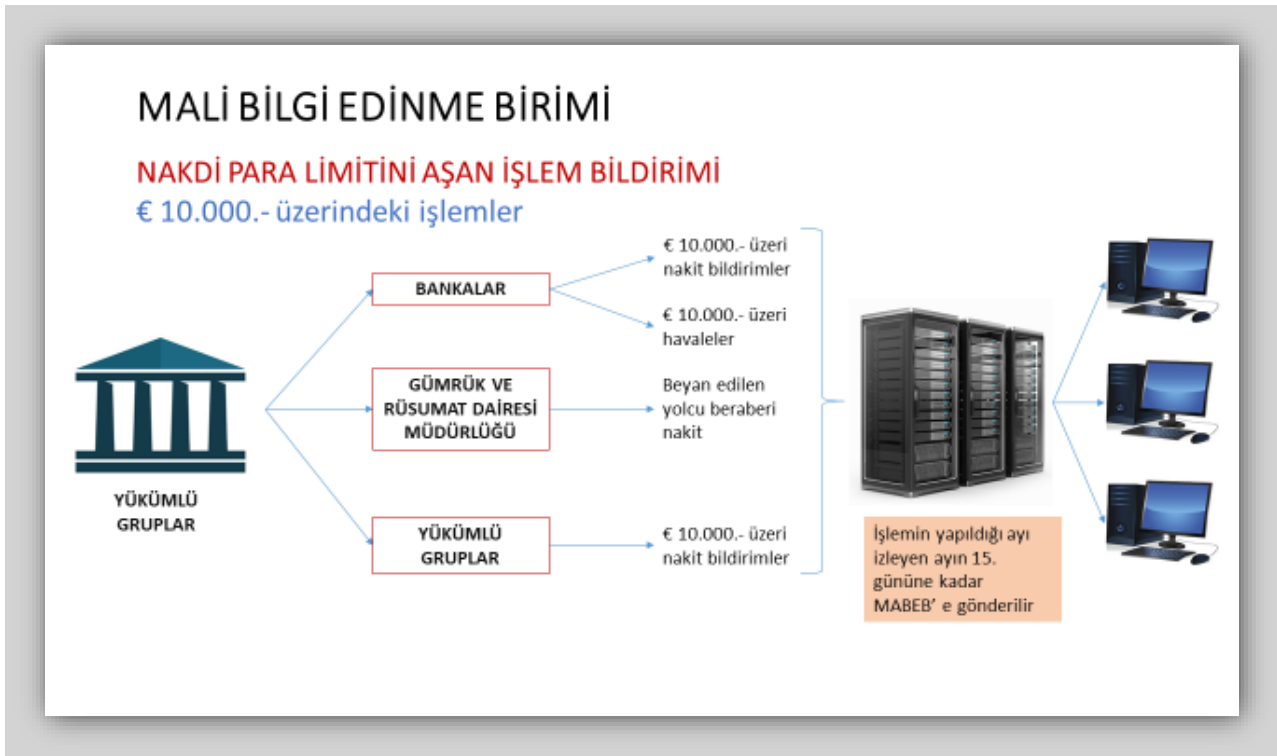 MALİ BİLGİ EDİNME BİRİMİ
NAKDİ PARA LİMİTİNİ AŞAN İŞLEM BİLDİRİMİ
€ 10.000.- üzerindeki işlemler
YÜKÜMLÜ
GRUPLAR
BANKALAR
€ 10.000.- üzeri
nakit bildirimler
€ 10.000.- üzeri
havaleler
GÜMRÜK VE
RÜSUMAT DAİRESİ
MÜDÜRLÜĞÜ
Beyan edilen
yolcu beraberi
nakit
YÜKÜMLÜ
GRUPLAR
€ 10.000.- üzeri
nakit bildirimler
İşlemin yapıldığı ayı
izleyen ayın 15.
gününe kadar
MABEB' e gönderilir